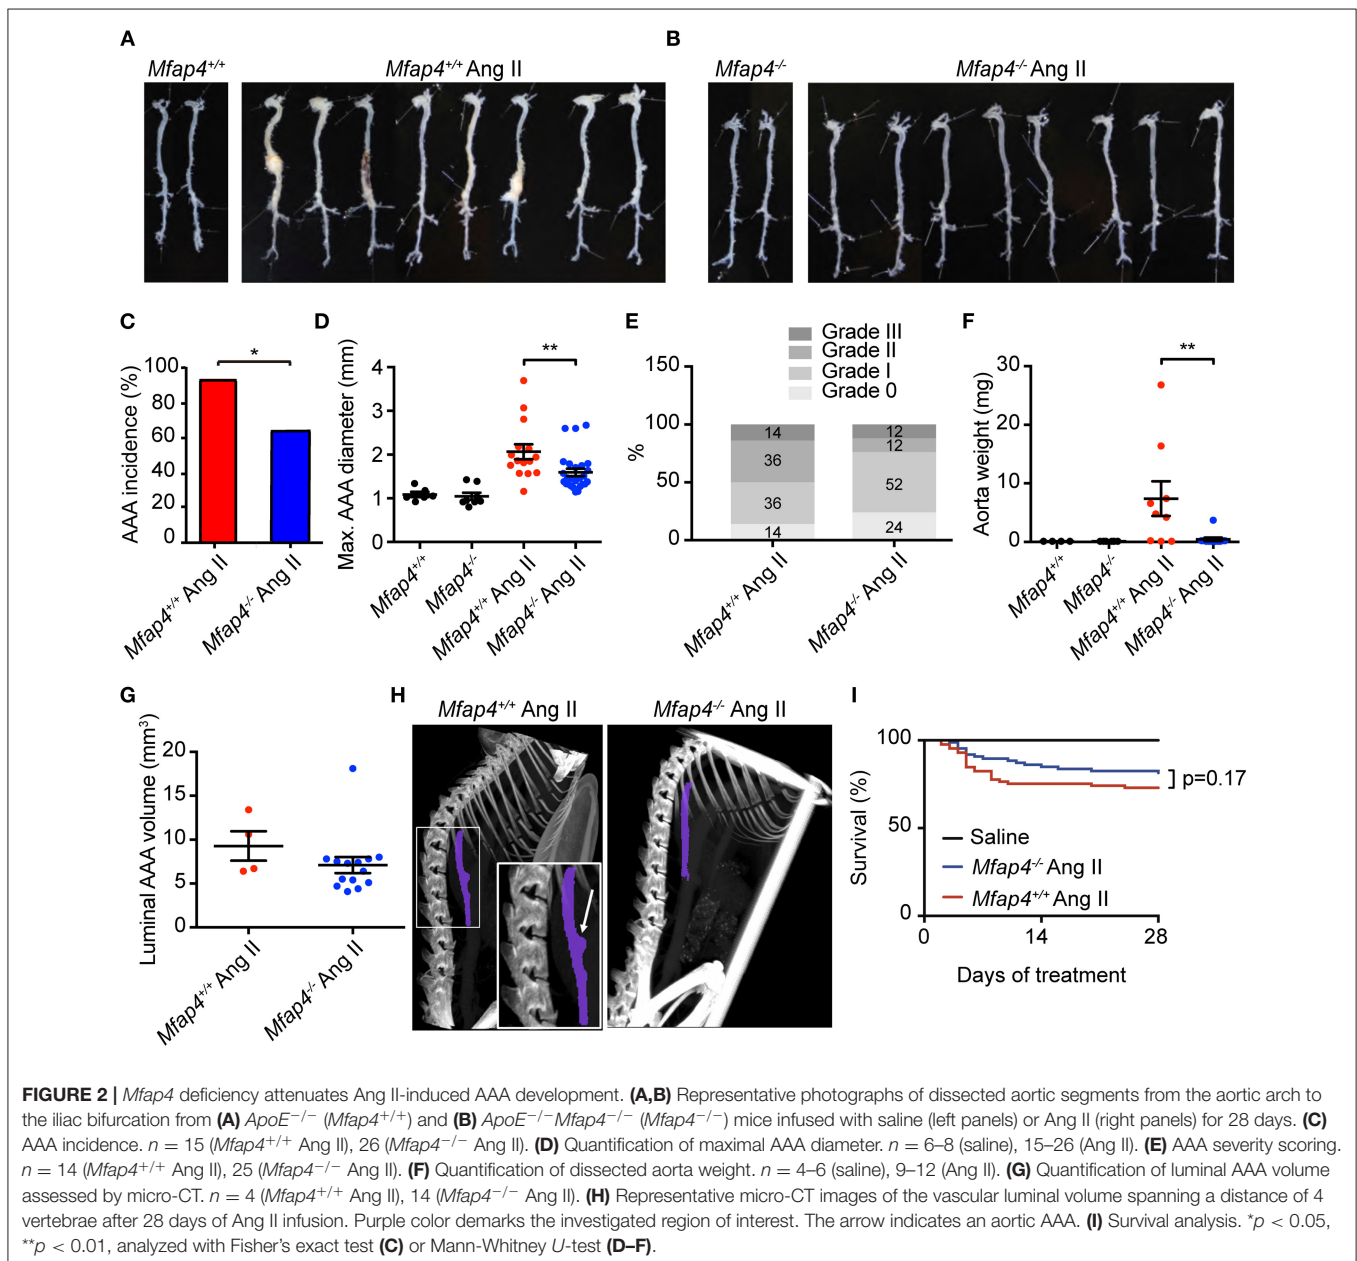 A
B
Mfap4+/+
Mfap4+/+ Ang II
Mfap4-/-
Mfap4-/- Ang II
C
D
E
F
AAA incidence (%)
100
80
60
40
20
0
*
Mfap4+/+ Ang II
Mfap4-/- Ang II
Max. AAA diameter (mm)
4
3
2
1
0
**
Mfap4+/+
Mfap4-/-
Mfap4+/+ Ang II
Mfap4-/- Ang II
Grade III
Grade II
Grade I
Grade 0
%
150
100
50
0
14
36
36
14
12
12
52
24
Mfap4+/+ Ang II
Mfap4-/- Ang II
Aorta weight (mg)
30
20
10
0
**
Mfap4+/+
Mfap4-/-
Mfap4+/+ Ang II
Mfap4-/- Ang II
G
H
I
Luminal AAA volume (mm³)
20
15
10
5
0
Mfap4+/+ Ang II
Mfap4-/- Ang II
Mfap4+/+ Ang II
Mfap4-/- Ang II
Survival (%)
100
50
0
p=0.17
Saline
Mfap4-/- Ang II
Mfap4+/+ Ang II
0
14
28
Days of treatment
FIGURE 2 | Mfap4 deficiency attenuates Ang II-induced AAA development. (A,B) Representative photographs of dissected aortic segments from the aortic arch to
the iliac bifurcation from (A) ApoE−/− (Mfap4+/+) and (B) ApoE−/−Mfap4−/− (Mfap4−/−) mice infused with saline (left panels) or Ang II (right panels) for 28 days. (C)
AAA incidence. n = 15 (Mfap4+/+ Ang II), 26 (Mfap4−/− Ang II). (D) Quantification of maximal AAA diameter. n = 6–8 (saline), 15–26 (Ang II). (E) AAA severity scoring.
n = 14 (Mfap4+/+ Ang II), 25 (Mfap4−/− Ang II). (F) Quantification of dissected aorta weight. n = 4–6 (saline), 9–12 (Ang II). (G) Quantification of luminal AAA volume
assessed by micro-CT. n = 4 (Mfap4+/+ Ang II), 14 (Mfap4−/− Ang II). (H) Representative micro-CT images of the vascular luminal volume spanning a distance of 4
vertebrae after 28 days of Ang II infusion. Purple color demarks the investigated region of interest. The arrow indicates an aortic AAA. (I) Survival analysis. *p < 0.05,
**p < 0.01, analyzed with Fisher's exact test (C) or Mann-Whitney U-test (D–F).